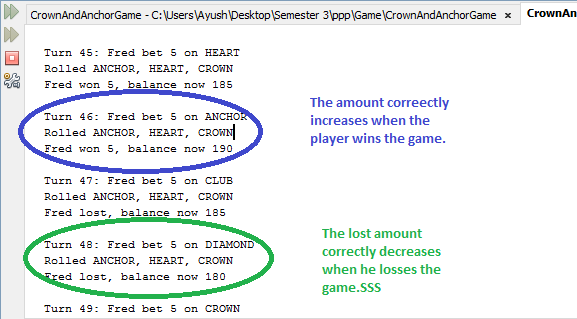 CrownAndAnchorGame - C:\Users\Ayush\Desktop\Semester 3\ppp\Game\CrownAndAnchorGame × CrownAnd
Turn 45: Fred bet 5 on HEART
Rolled ANCHOR, HEART, CROWN
Fred won 5, balance now 185
Turn 46: Fred bet 5 on ANCHOR
Rolled ANCHOR, HEART, CROWN
Fred won 5, balance now 190
The amount correectly
increases when the
player wins the game.
Turn 47: Fred bet 5 on CLUB
Rolled ANCHOR, HEART, CROWN
Fred lost, balance now 185
Turn 48: Fred bet 5 on DIAMOND
Rolled ANCHOR, HEART, CROWN
Fred lost, balance now 180
The lost amount
correctly decreases
when he losses the
game.SSS
Turn 49: Fred bet 5 on CROWN